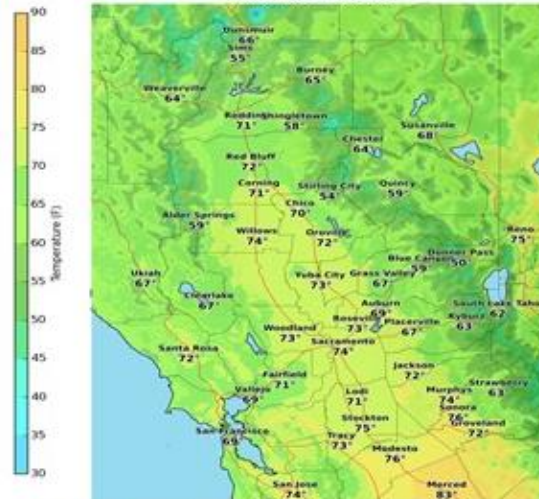 90
85
80
75
70
65
60
55
50
45
40
35
30
Temperature (F)
Dunsmuir
66°
Sims
55°
Burney
65°
Weaverville
64°
Redding
71°
Shingletown
58°
Chester
64°
Susanville
68°
Red Bluff
72°
Corning
71°
Stirling City
54°
Quincy
59°
Chico
70°
Alder Springs
59°
Willows
74°
Oroville
72°
Reno
75°
Donner Pass
50°
Blue Canyon
59°
Ukiah
67°
Clearlake
67°
Yuba City
73°
Grass Valley
67°
Auburn
69°
South Lake Taho
62
Kyburz
63
Roseville
73°
Placerville
67°
Woodland
73°
Sacramento
74°
Santa Rosa
72°
Jackson
72°
Fairfield
71°
Vallejo
69°
Lodi
71°
Murphys
74°
Strawberry
63°
Sonora
76°
Groveland
72°
Stockton
75°
San Francisco
69
Tracy
73°
Modesto
76°
San Jose
74°
Merced
83°